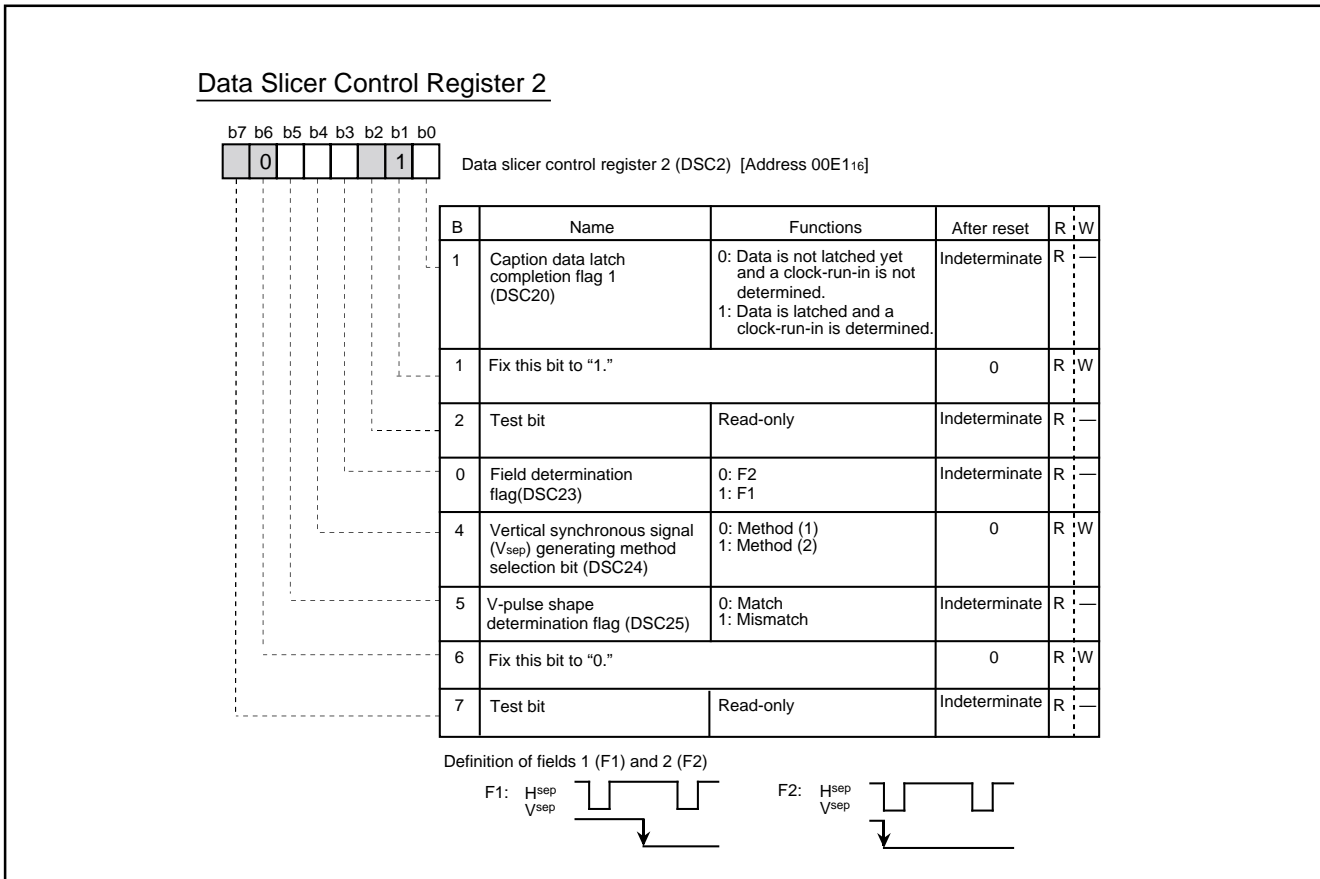 Data Slicer Control Register 2
b7 b6 b5 b4 b3 b2 b1 b0
0 1
Data slicer control register 2 (DSC2) [Address 00E116]
B Name Functions After reset R W
1 Caption data latch completion flag 1 (DSC20) 0: Data is not latched yet and a clock-run-in is not determined. 1: Data is latched and a clock-run-in is determined. Indeterminate R —
1 Fix this bit to “1.” 0 R W
2 Test bit Read-only Indeterminate R —
0 Field determination flag(DSC23) 0: F2 1: F1 Indeterminate R —
4 Vertical synchronous signal (Vsep) generating method selection bit (DSC24) 0: Method (1) 1: Method (2) 0 R W
5 V-pulse shape determination flag (DSC25) 0: Match 1: Mismatch Indeterminate R —
6 Fix this bit to “0.” 0 R W
7 Test bit Read-only Indeterminate R —
Definition of fields 1 (F1) and 2 (F2)
F1: Hsep F2: Hsep
Vsep Vsep